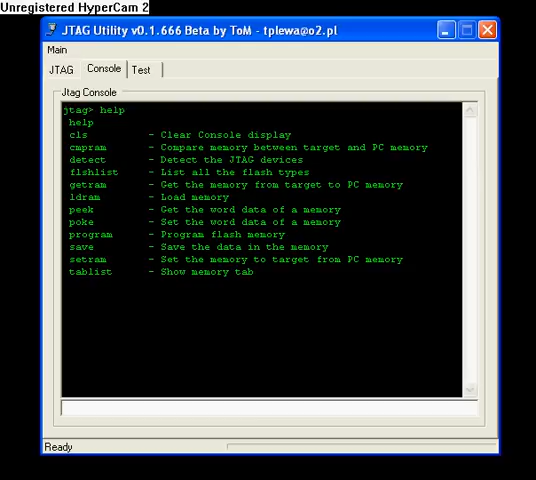 Unregistered HyperCam 2
JTAG Utility v0.1.666 Beta by ToM - tplewa@o2.pl
Main
JTAG Console Test
Jtag Console
jtag> help
help
cls - Clear Console display
cmpram - Compare memory between target and PC memory
detect - Detect the JTAG devices
flshlist - List all the flash types
getram - Get the memory from target to PC memory
ldram - Load memory
peek - Get the word data of a memory
poke - Set the word data of a memory
program - Program flash memory
save - Save the data in the memory
setram - Set the memory to target from PC memory
tablist - Show memory tab
Ready